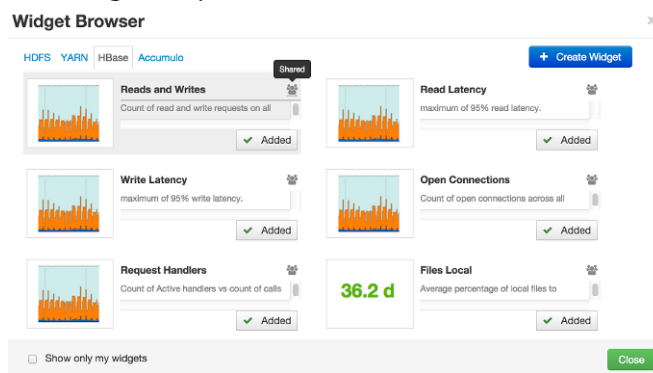 Widget Browser
x
HDFS YARN HBase Accumulo
+ Create Widget
Shared
Reads and Writes
Count of read and write requests on all
Added
Read Latency
maximum of 95% read latency.
Added
Write Latency
maximum of 95% write latency.
Added
Open Connections
Count of open connections across all
Added
Request Handlers
Count of Active handlers vs count of calls
Added
36.2 d
Files Local
Average percentage of local files to
Added
Show only my widgets
Close